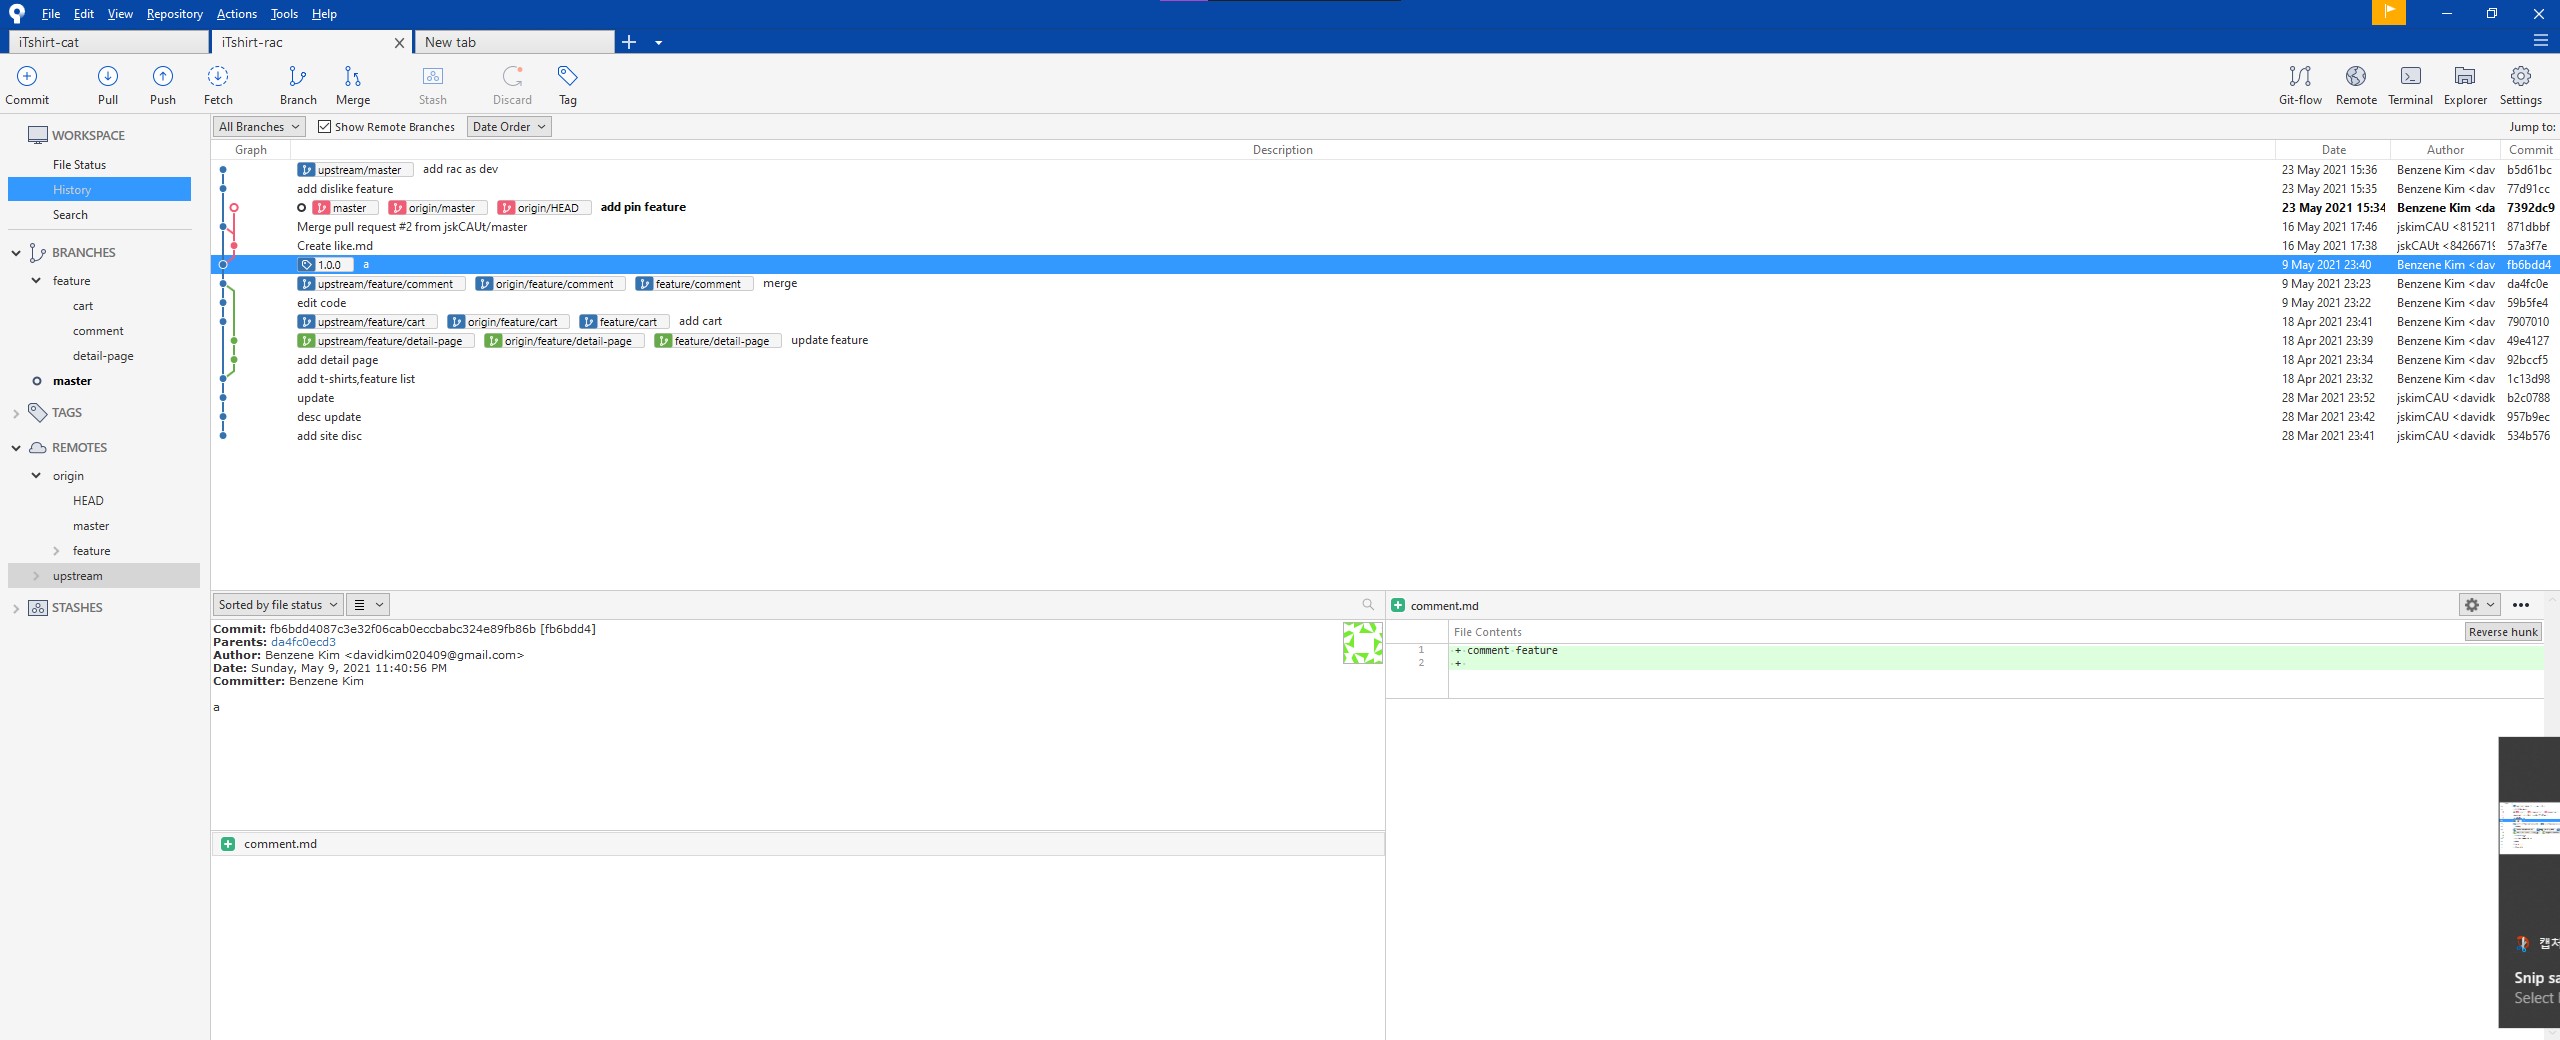 File Edit View Repository Actions Tools Help
iTshirt-cat iTshirt-rac New tab
Commit Pull Push Fetch Branch Merge Stash Discard Tag Git-flow Remote Terminal Explorer Settings
WORKSPACE
File Status
History
Search
BRANCHES
feature
cart
comment
detail-page
master
TAGS
REMOTES
origin
HEAD
master
feature
upstream
STASHES
All Branches Show Remote Branches Date Order Jump to:
Graph Description Date Author Commit
upstream/master add rac as dev 23 May 2021 15:36 Benzene Kim <dav b5d61bc
add dislike feature 23 May 2021 15:35 Benzene Kim <dav 77d91cc
master origin/master origin/HEAD add pin feature 23 May 2021 15:34 Benzene Kim <da 7392dc9
Merge pull request #2 from jskCAUt/master 16 May 2021 17:46 jskimCAU <815211 871dbbf
Create like.md 16 May 2021 17:38 jskCAUt <84266719 57a3f7e
1.0.0 a 9 May 2021 23:40 Benzene Kim <dav fb6bdd4
upstream/feature/comment origin/feature/comment feature/comment merge 9 May 2021 23:23 Benzene Kim <dav da4fc0e
edit code 9 May 2021 23:22 Benzene Kim <dav 59b5fe4
upstream/feature/cart origin/feature/cart feature/cart add cart 18 Apr 2021 23:41 Benzene Kim <dav 7907010
upstream/feature/detail-page origin/feature/detail-page feature/detail-page update feature 18 Apr 2021 23:39 Benzene Kim <dav 49e4127
add detail page 18 Apr 2021 23:34 Benzene Kim <dav 92bccf5
add t-shirts,feature list 18 Apr 2021 23:32 Benzene Kim <dav 1c13d98
update 28 Mar 2021 23:52 jskimCAU <davidk b2c0788
desc update 28 Mar 2021 23:42 jskimCAU <davidk 957b9ec
add site disc 28 Mar 2021 23:41 jskimCAU <davidk 534b576
Sorted by file status
Commit: fb6bdd4087c3e32f06cab0eccbabc324e89fb86b [fb6bdd4]
Parents: da4fc0ecd3
Author: Benzene Kim <davidkim020409@gmail.com>
Date: Sunday, May 9, 2021 11:40:56 PM
Committer: Benzene Kim
a
comment.md
comment.md
File Contents Reverse hunk
1 + comment feature
2 +
Snip sa
Select